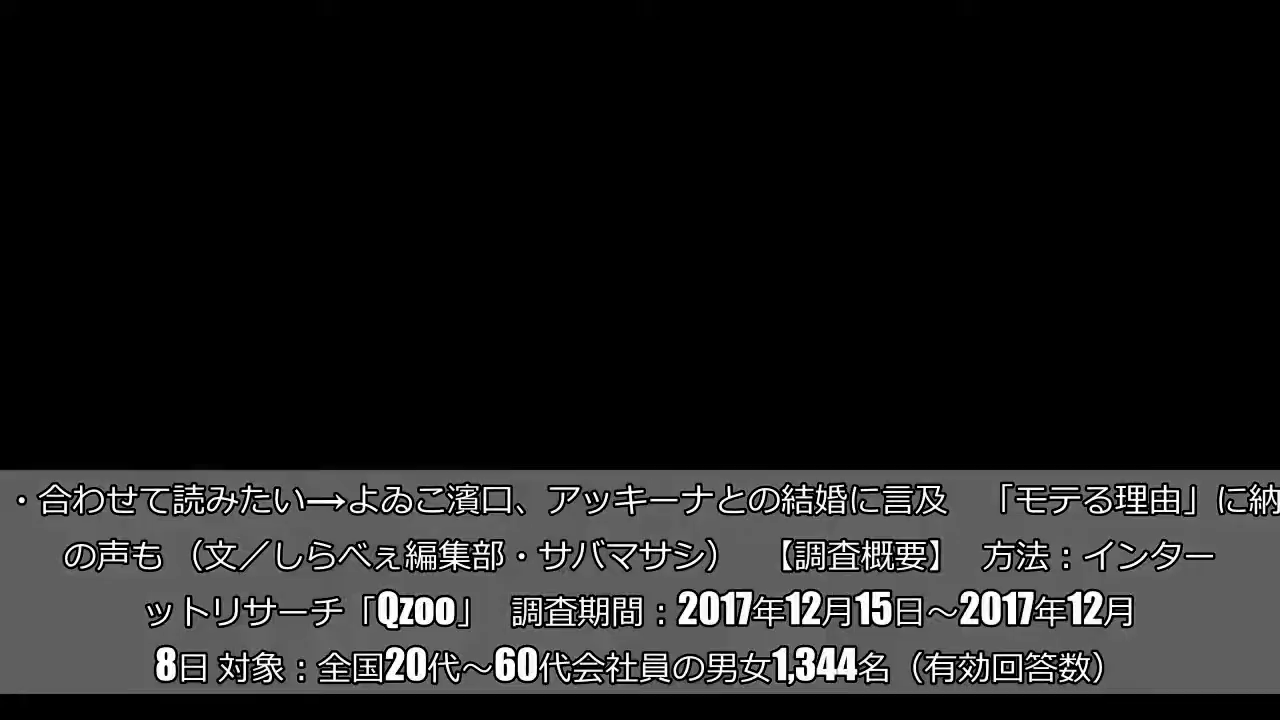 ・合わせて読みたい→よゐこ濱口、アッキーナとの結婚に言及　「モテる理由」に納
の声も （文／しらべぇ編集部・サバマサシ）　【調査概要】　方法：インター
ットリサーチ「Qzoo」　調査期間：2017年12月15日～2017年12月
8日 対象：全国20代～60代会社員の男女1,344名（有効回答数）